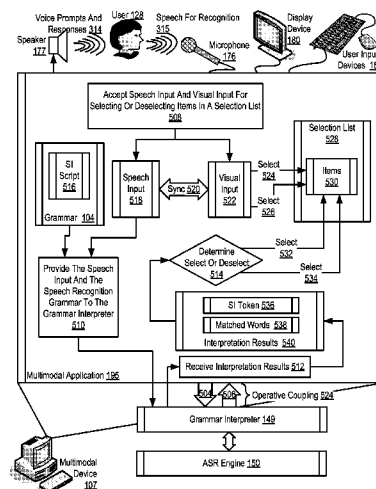 Voice Prompts And
Responses 314
User 128
Speech For Recognition
315
Display
Device
180
Speaker
177
Microphone
176
User Input
Devices
Accept Speech Input And Visual Input For
Selecting Or Deselecting Items In A Selection List
508
Selection List
528
SI
Script
516
Speech
Input
518
Sync 520
Visual
Input
522
Select
524
Select
526
Items
530
Grammar 104
Determine
Select Or Deselect
514
Select
532
Select
534
Provide The Speech
Input And The
Speech Recognition
Grammar To The
Grammar Interpreter
510
SI Token 536
Matched Words 538
Interpretation Results 540
Receive Interpretation Results 512
Multimodal Application 195
504
506
Operative Coupling 524
Grammar Interpreter 149
ASR Engine 150
Multimodal
Device
107